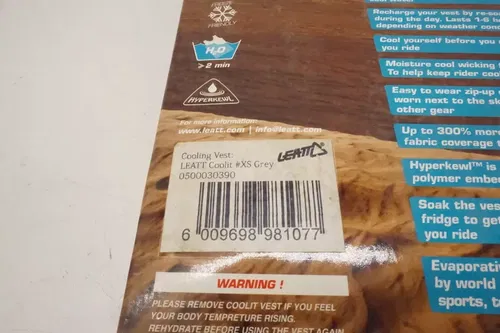 FRIENDLY
H2O
> 2 min
HYPERKEWL
For more information:
www.leatt.com | info@leatt.com
Cooling Vest:
LEATT Coolit #XS Grey
0500030390
LEATT
6 009698 981077
WARNING !
PLEASE REMOVE COOLIT VEST IF YOU FEEL
YOUR BODY TEMPRETURE RISING.
REHYDRATE BEFORE USING THE VEST AGAIN
Recharge your vest by re-so
during the day. Lasts 1-6 h
depending on weather cond
Cool yourself before you
you ride
Moisture cool wicking
To help keep rider coo
Easy to wear zip-up
worn next to the s
other gear
Up to 300% more
fabric coverage
Hyperkewl™ is
polymer embe
Soak the ves
fridge to get
you ride
Evaporativ
by world
sports, t